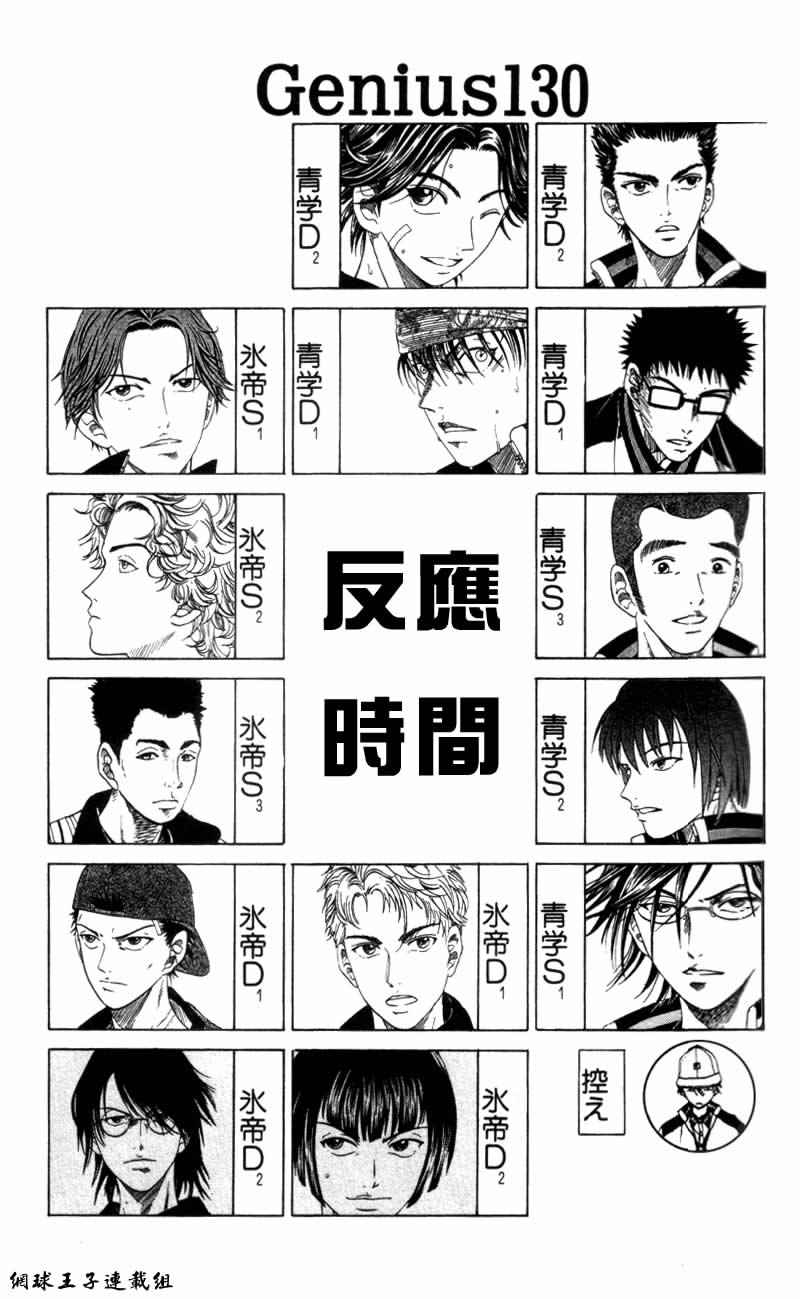 Genius130
青学D2
青学D2
氷帝S1
青学D1
青学D1
氷帝S2
反應
時間
青学S3
氷帝S3
青学S2
氷帝D1
氷帝D1
青学S1
氷帝D2
氷帝D2
控え
網球王子連載組